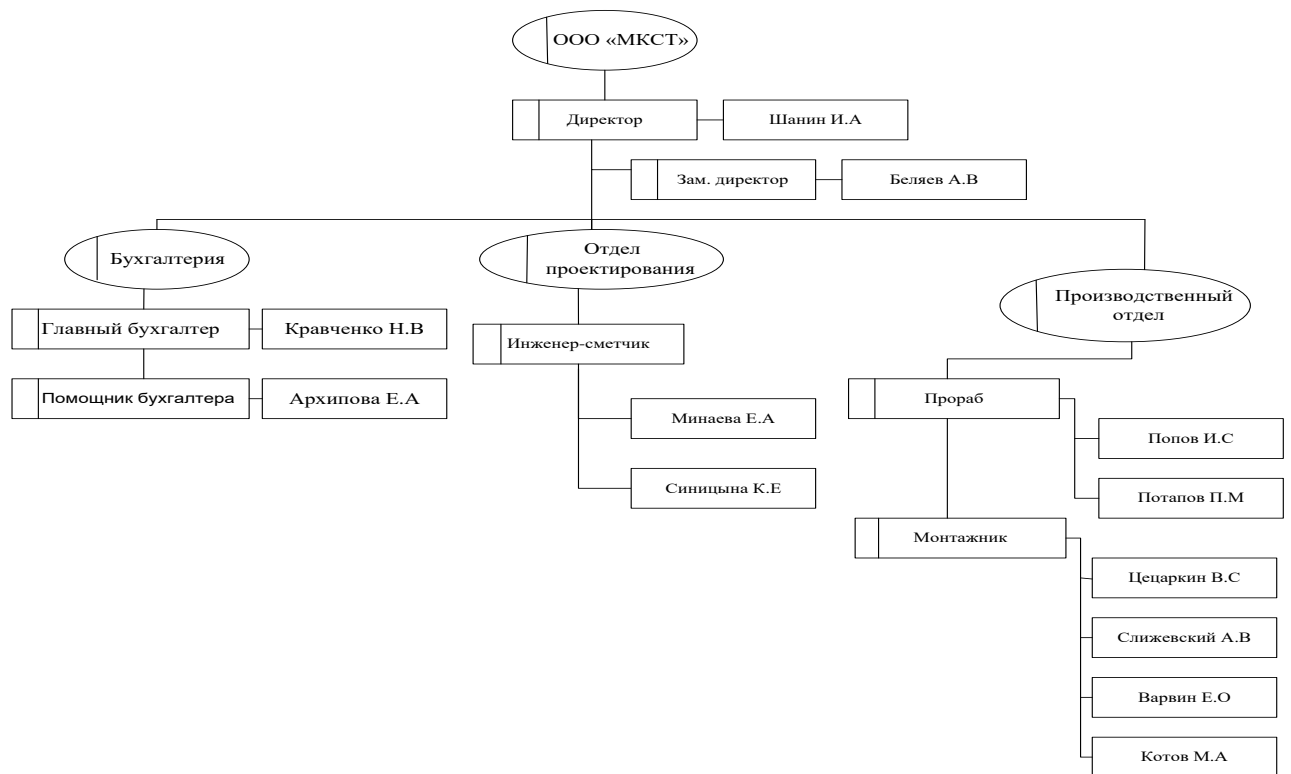 ООО «МКСТ»
Директор
Шанин И.А
Зам. директор
Беляев А.В
Бухгалтерия
Главный бухгалтер
Кравченко Н.В
Помощник бухгалтера
Архипова Е.А
Отдел
проектирования
Инженер-сметчик
Минаева Е.А
Синицына К.Е
Производственный
отдел
Прораб
Попов И.С
Потапов П.М
Монтажник
Цецаркин В.С
Слижевский А.В
Варвин Е.О
Котов М.А